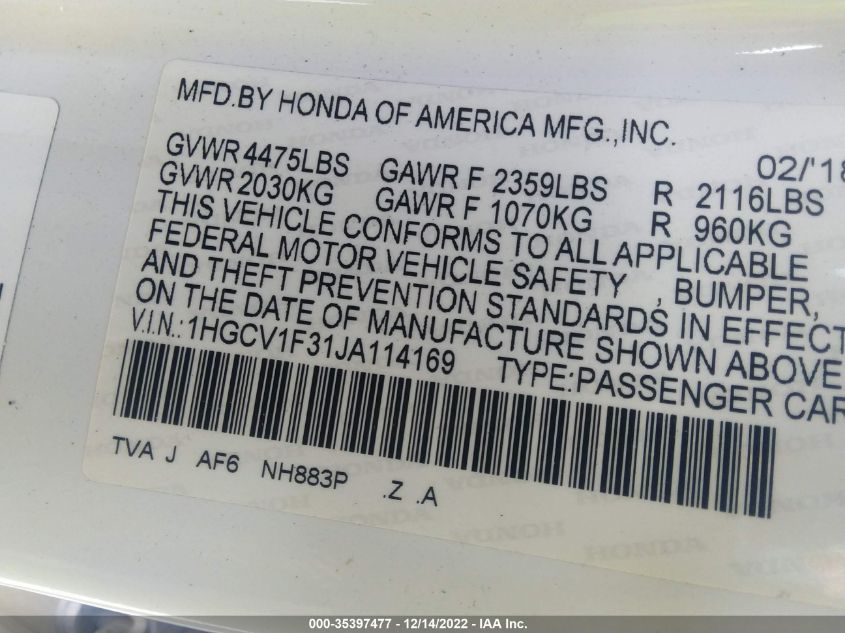 MFD.BY HONDA OF AMERICA MFG.,INC.
02/'18
GVWR 4475LBS GAWR F 2359LBS R 2116LBS
GVWR 2030KG GAWR F 1070KG R 960KG
THIS VEHICLE CONFORMS TO ALL APPLICABLE
FEDERAL MOTOR VEHICLE SAFETY , BUMPER,
AND THEFT PREVENTION STANDARDS IN EFFECT
ON THE DATE OF MANUFACTURE SHOWN ABOVE
V.I.N.:1HGCV1F31JA114169 TYPE:PASSENGER CAR
TVA J AF6 NH883P .Z .A
000-35397477 - 12/14/2022 - IAA Inc.